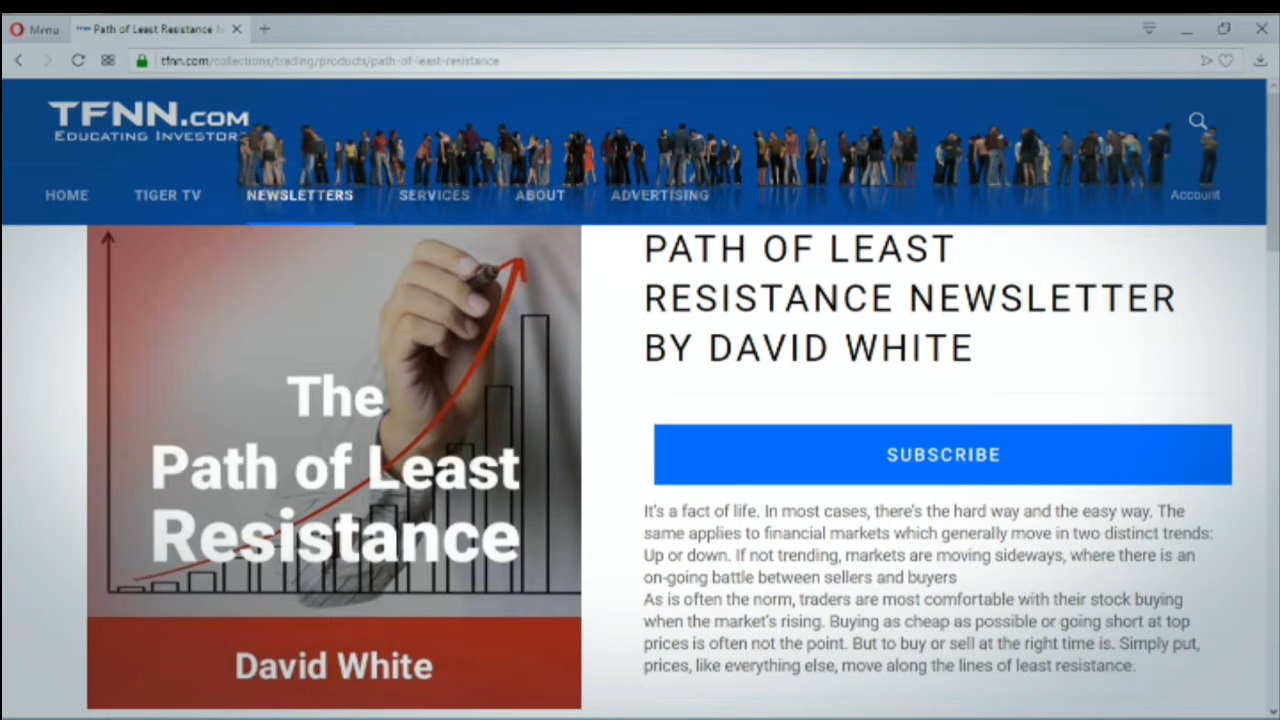 Menu
Path of Least Resistance
tfnn.com/collections/trading/products/path-of-least-resistance
TFNN.COM
EDUCATING INVESTORS
HOME
TIGER TV
NEWSLETTERS
SERVICES
ABOUT
ADVERTISING
Account
The
Path of Least
Resistance
David White
PATH OF LEAST
RESISTANCE NEWSLETTER
BY DAVID WHITE
SUBSCRIBE
It's a fact of life. In most cases, there's the hard way and the easy way. The
same applies to financial markets which generally move in two distinct trends:
Up or down. If not trending, markets are moving sideways, where there is an
on-going battle between sellers and buyers
As is often the norm, traders are most comfortable with their stock buying
when the market's rising. Buying as cheap as possible or going short at top
prices is often not the point. But to buy or sell at the right time is. Simply put,
prices, like everything else, move along the lines of least resistance.